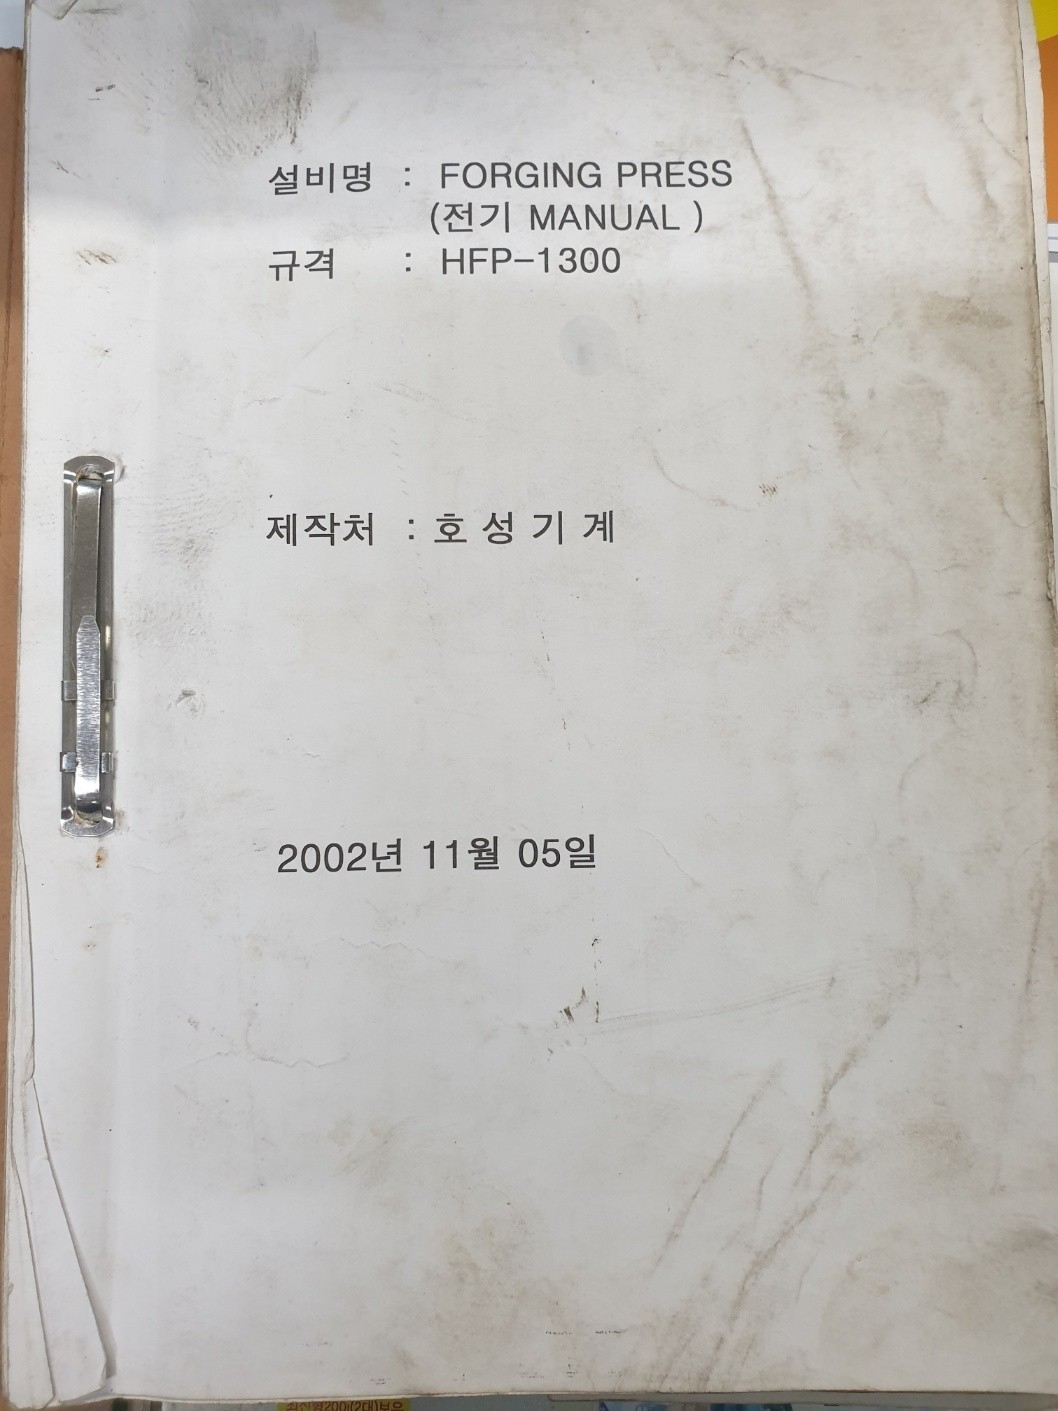 설비명 : FORGING PRESS
(전기 MANUAL )
규격 : HFP-1300
제작처 : 호 성 기 계
2002년 11월 05일